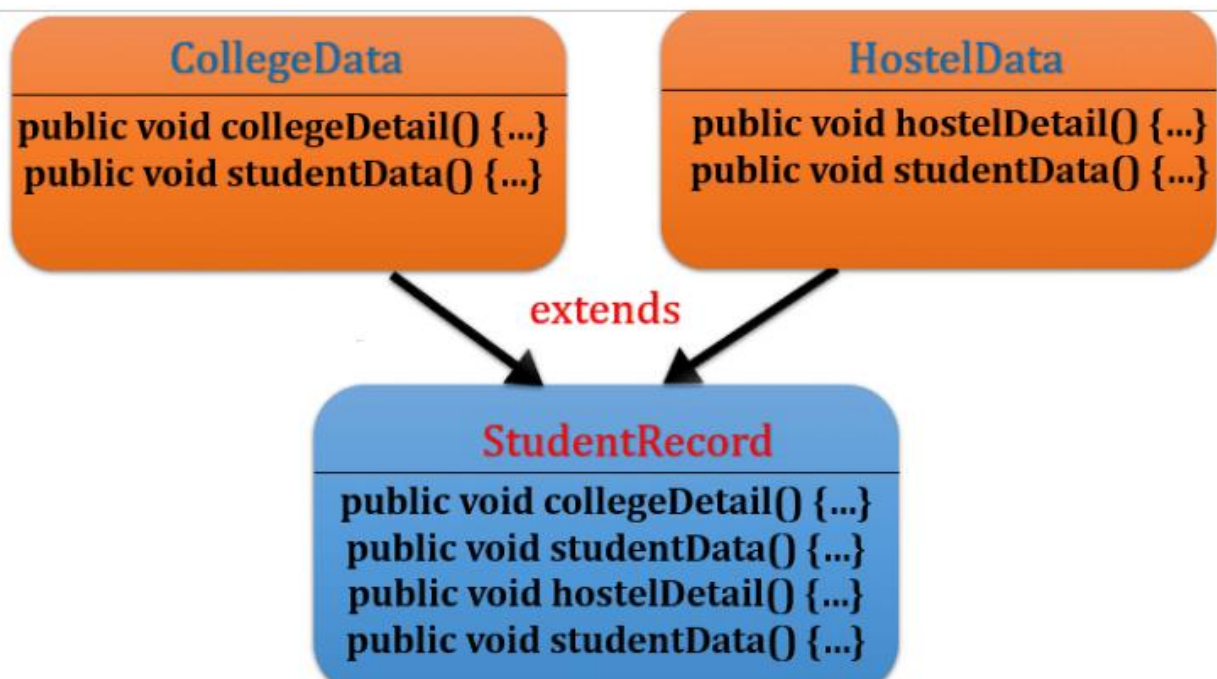 CollegeData
public void collegeDetail() {...}
public void studentData() {...}
HostelData
public void hostelDetail() {...}
public void studentData() {...}
extends
StudentRecord
public void collegeDetail() {...}
public void studentData() {...}
public void hostelDetail() {...}
public void studentData() {...}